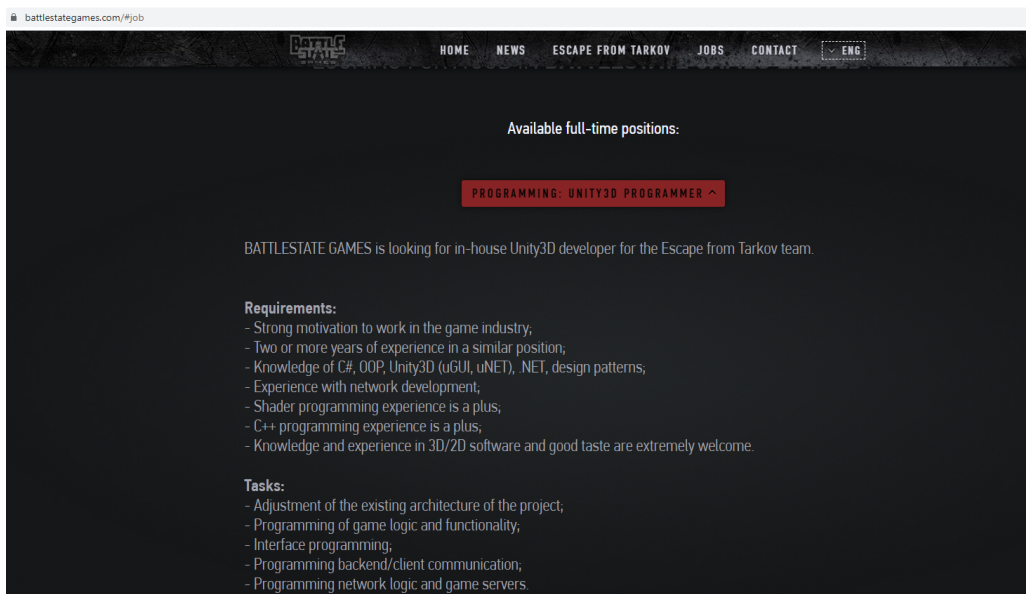 battlestategames.com/#job
BATTLE
STATE
GAMES
HOME NEWS ESCAPE FROM TARKOV JOBS CONTACT ENG
Available full-time positions:
PROGRAMMING: UNITY3D PROGRAMMER
BATTLESTATE GAMES is looking for in-house Unity3D developer for the Escape from Tarkov team.
Requirements:
- Strong motivation to work in the game industry;
- Two or more years of experience in a similar position;
- Knowledge of C#, OOP, Unity3D (uGUI, uNET), .NET, design patterns;
- Experience with network development;
- Shader programming experience is a plus;
- C++ programming experience is a plus;
- Knowledge and experience in 3D/2D software and good taste are extremely welcome.
Tasks:
- Adjustment of the existing architecture of the project;
- Programming of game logic and functionality;
- Interface programming;
- Programming backend/client communication;
- Programming network logic and game servers.